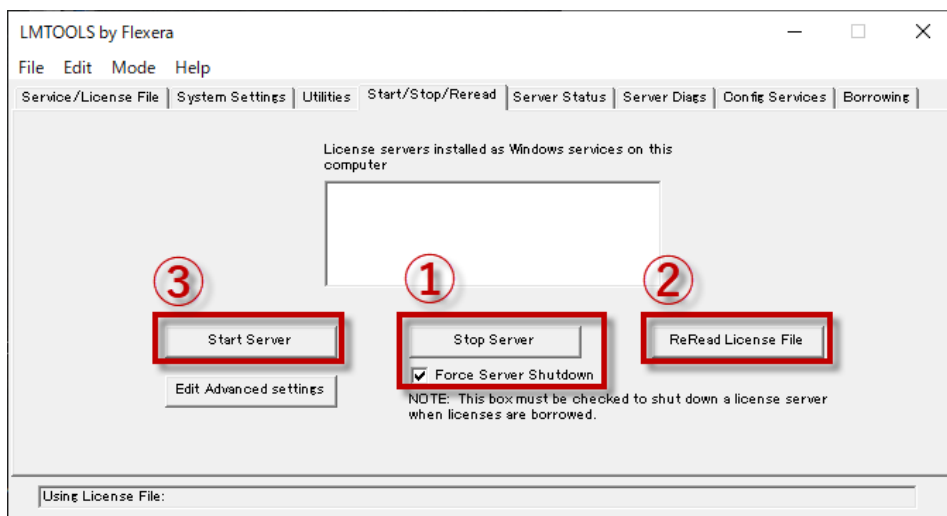 LMTOOLS by Flexera
File Edit Mode Help
Service/License File System Settings Utilities Start/Stop/Reread Server Status Server Diags Config Services Borrowing
License servers installed as Windows services on this
computer
③ ① ②
Start Server Stop Server ReRead License File
Force Server Shutdown
Edit Advanced settings
NOTE: This box must be checked to shut down a license server
when licenses are borrowed.
Using License File: